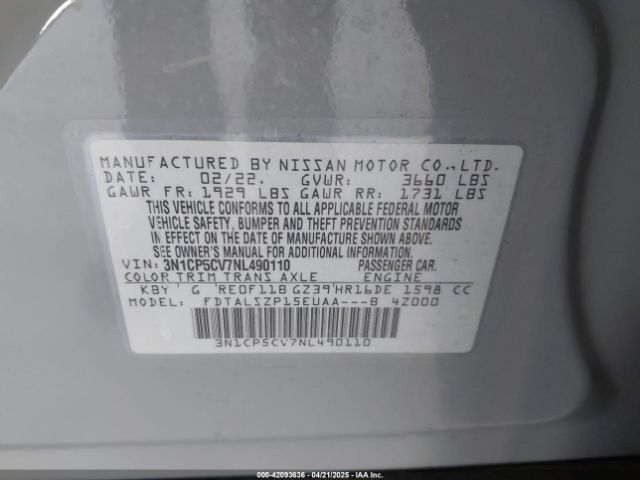 MANUFACTURED BY NISSAN MOTOR CO., LTD.
DATE: 02/22. GVWR: 3660 LBS
GAWR FR: 1929 LBS GAWR RR: 1731 LBS
THIS VEHICLE CONFORMS TO ALL APPLICABLE FEDERAL MOTOR
VEHICLE SAFETY, BUMPER AND THEFT PREVENTION STANDARDS
IN EFFECT ON THE DATE OF MANUFACTURE SHOWN ABOVE.
SEE OWNER'S MANUAL FOR ADDITIONAL INFORMATION.
VIN: 3N1CP5CV7NL490110 PASSENGER CAR.
COLOR TRIM TRANS AXLE ENGINE
KBY G RE0F11B GZ39 HR16DE 1598 CC
MODEL: FDTALSZP15EUAA---B 4Z000
3N1CP5CV7NL490110
000-42093636 - 04/21/2025 - IAA Inc.